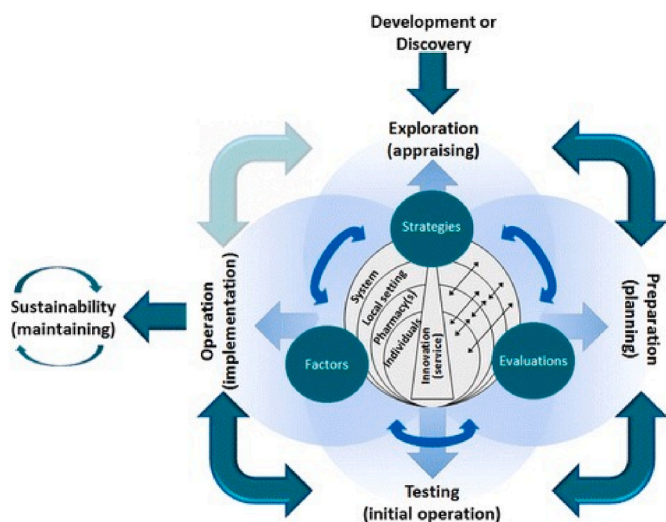 Development or
Discovery
Exploration
(appraising)
Strategies
System
Local setting
Pharmacy(s)
Individuals
Innovation
(service)
Factors
Evaluations
Operation
(implementation)
Preparation
(planning)
Sustainability
(maintaining)
Testing
(initial operation)